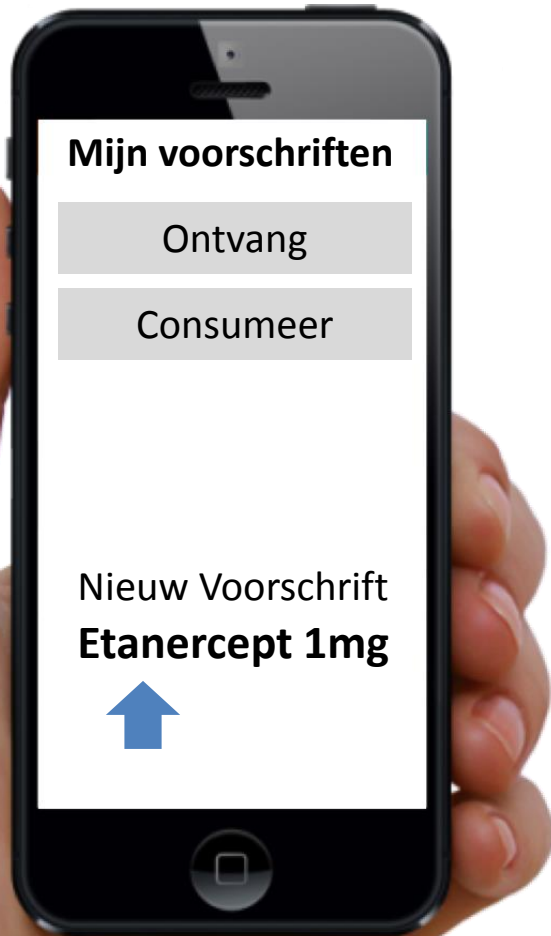 Mijn voorschriften
Ontvang
Consumeer
Nieuw Voorschrift
Etanercept 1mg